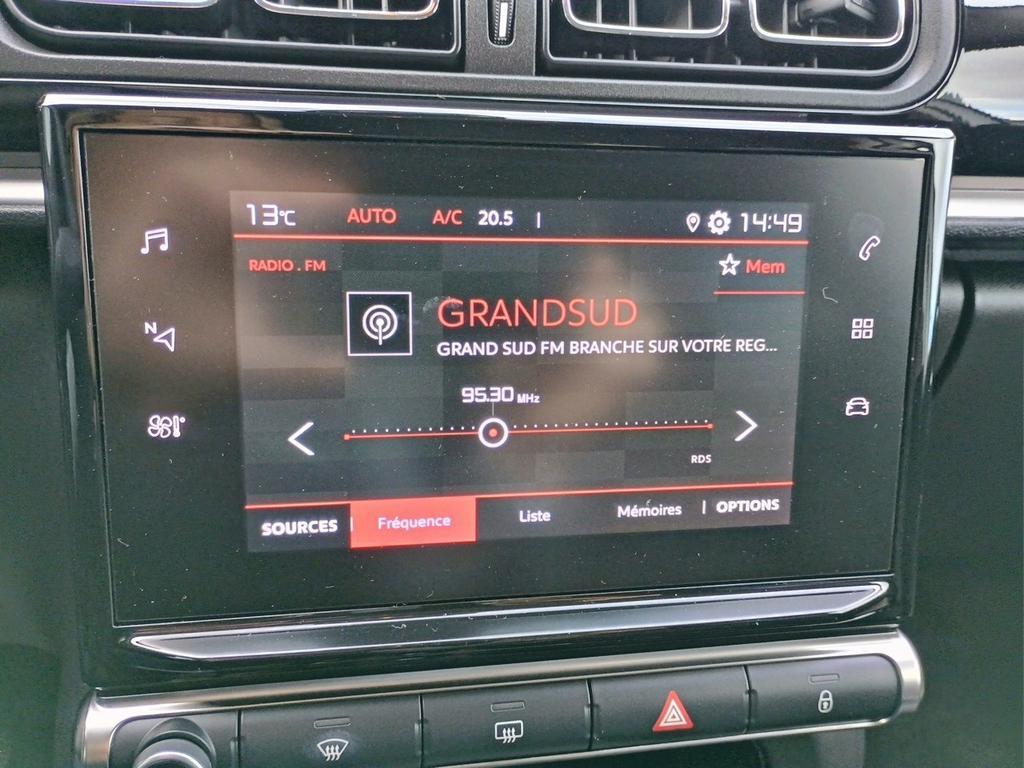 13°C AUTO A/C 20.5 14:49
RADIO . FM
Mem
GRANDSUD
GRAND SUD FM BRANCHE SUR VOTRE REG...
95.30 MHz
RDS
SOURCES Fréquence Liste Mémoires OPTIONS
N